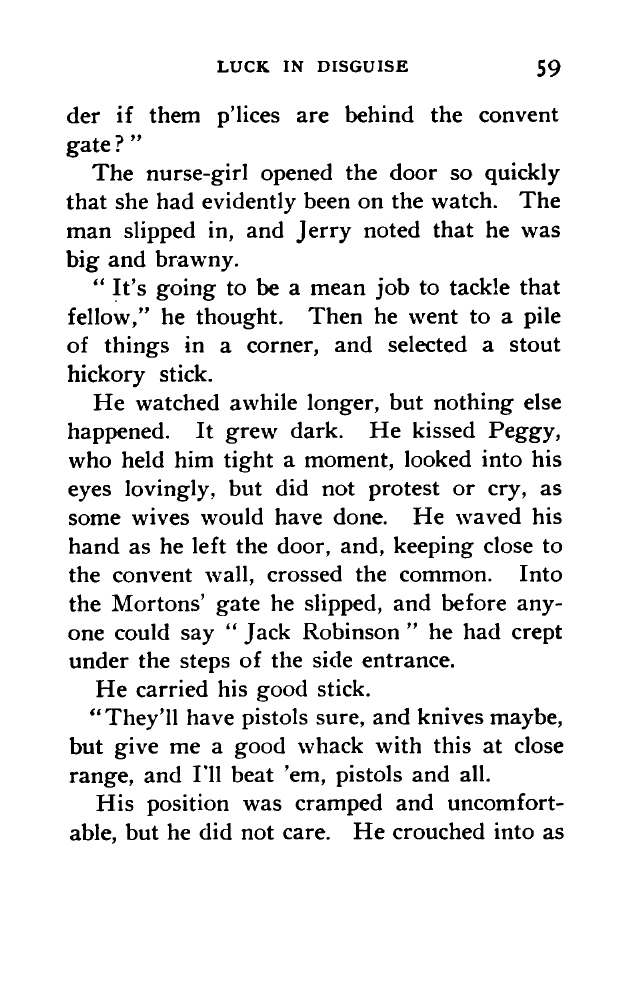 LUCK IN DISGUISE 59
der if them p'lices are behind the convent
gate?”
The nurse-girl opened the door so quickly
that she had evidently been on the watch. The
man slipped in, and Jerry noted that he was
big and brawny.
“It's going to be a mean job to tackle that
fellow,” he thought. Then he went to a pile
of things in a corner, and selected a stout
hickory stick.
He watched awhile longer, but nothing else
happened. It grew dark. He kissed Peggy,
who held him tight a moment, looked into his
eyes lovingly, but did not protest or cry, as
some wives would have done. He waved his
hand as he left the door, and, keeping close to
the convent wall, crossed the common. Into
the Mortons’ gate he slipped, and before any-
one could say “Jack Robinson” he had crept
under the steps of the side entrance.
He carried his good stick.
“They'll have pistols sure, and knives maybe,
but give me a good whack with this at close
range, and I'll beat ’em, pistols and all.
His position was cramped and uncomfort-
able, but he did not care. He crouched into as